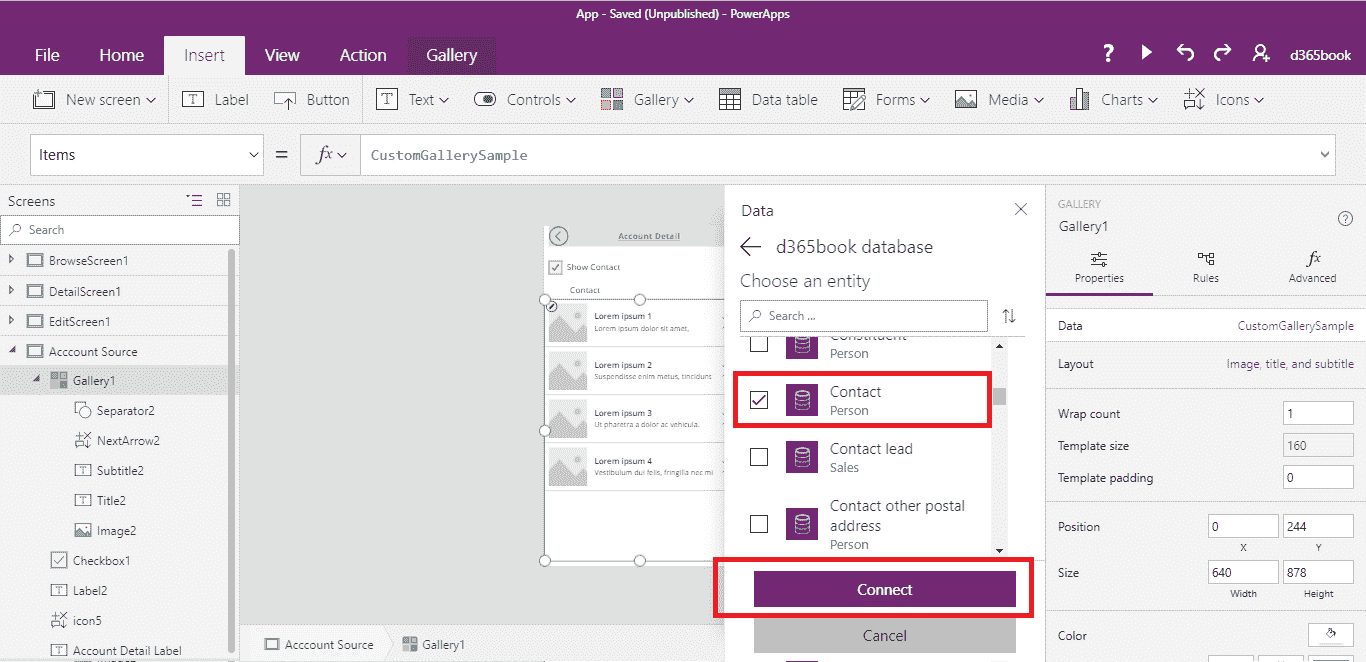 App - Saved (Unpublished) - PowerApps
File Home Insert View Action Gallery ? d365book
New screen Label Button Text Controls Gallery Data table Forms Media Charts Icons
Items = fx CustomGallerySample
Screens
Search
BrowseScreen1
DetailScreen1
EditScreen1
Acccount Source
Gallery1
Separator2
NextArrow2
Subtitle2
Title2
Image2
Checkbox1
Label2
icon5
Account Detail Label
Account Detail
Show Contact
Contact
Lorem ipsum 1
Lorem ipsum dolor sit amet,
Lorem ipsum 2
Suspendisse enim metus, tincidunt
Lorem ipsum 3
Ut pharetra a dolor ac vehicula.
Lorem ipsum 4
Vestibulum dui felis, fringilla nec mi
Acccount Source Gallery1
Data
d365book database
Choose an entity
Search ...
Constituent
Person
Contact
Person
Contact lead
Sales
Contact other postal
address
Person
Connect
Cancel
GALLERY
Gallery1
?
Properties Rules fx Advanced
Data CustomGallerySample
Layout Image, title, and subtitle
Wrap count 1
Template size 160
Template padding 0
Position 0 244
X Y
Size 640 878
Width Height
Color